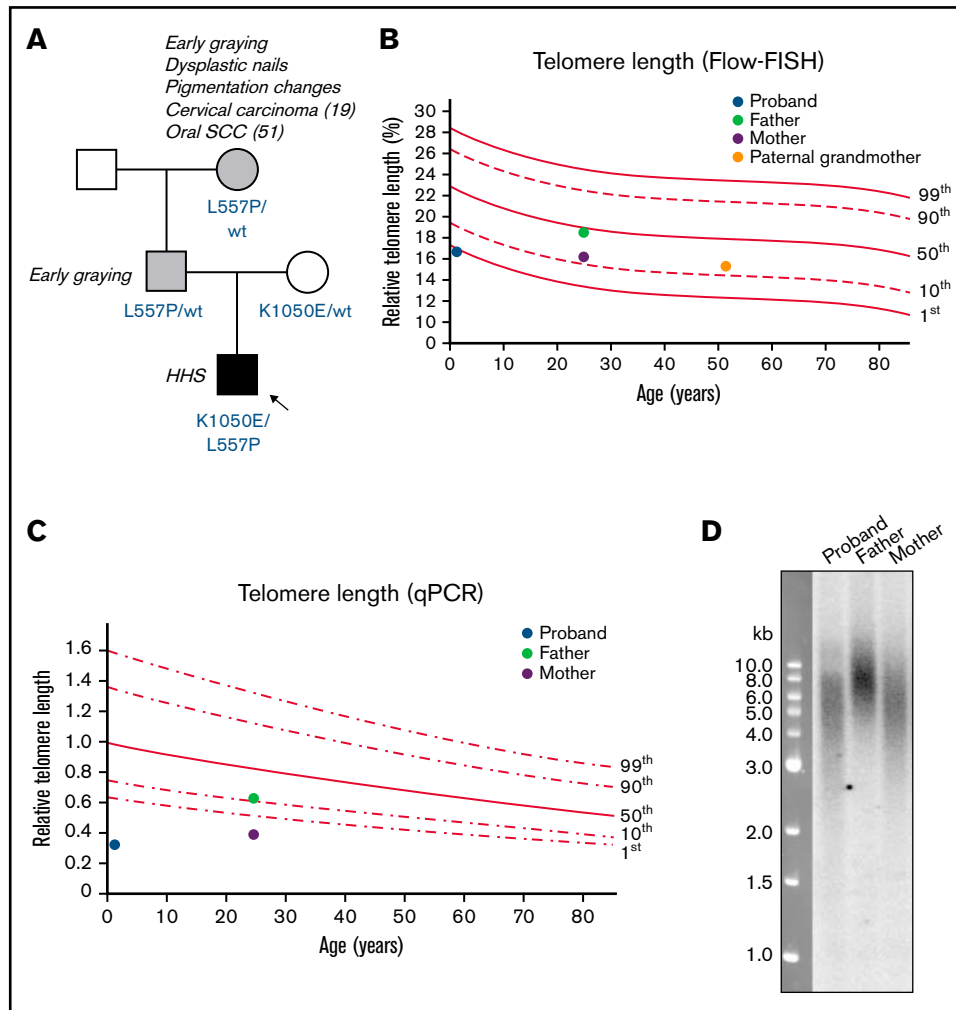 A
Early graying
Dysplastic nails
Pigmentation changes
Cervical carcinoma (19)
Oral SCC (51)
L557P/
wt
Early graying
L557P/wt
K1050E/wt
HHS
K1050E/
L557P
B
Telomere length (Flow-FISH)
Proband
Father
Mother
Paternal grandmother
Relative telomere length (%)
30
28
26
24
22
20
18
16
14
12
10
0
99th
90th
50th
10th
1st
0 10 20 30 40 50 60 70 80
Age (years)
C
Telomere length (qPCR)
Proband
Father
Mother
Relative telomere length
1.6
1.4
1.2
1.0
0.8
0.6
0.4
0.2
0
99th
90th
50th
10th
1st
0 10 20 30 40 50 60 70 80
Age (years)
D
Proband Father Mother
kb
10.0
8.0
6.0
5.0
4.0
3.0
2.0
1.5
1.0